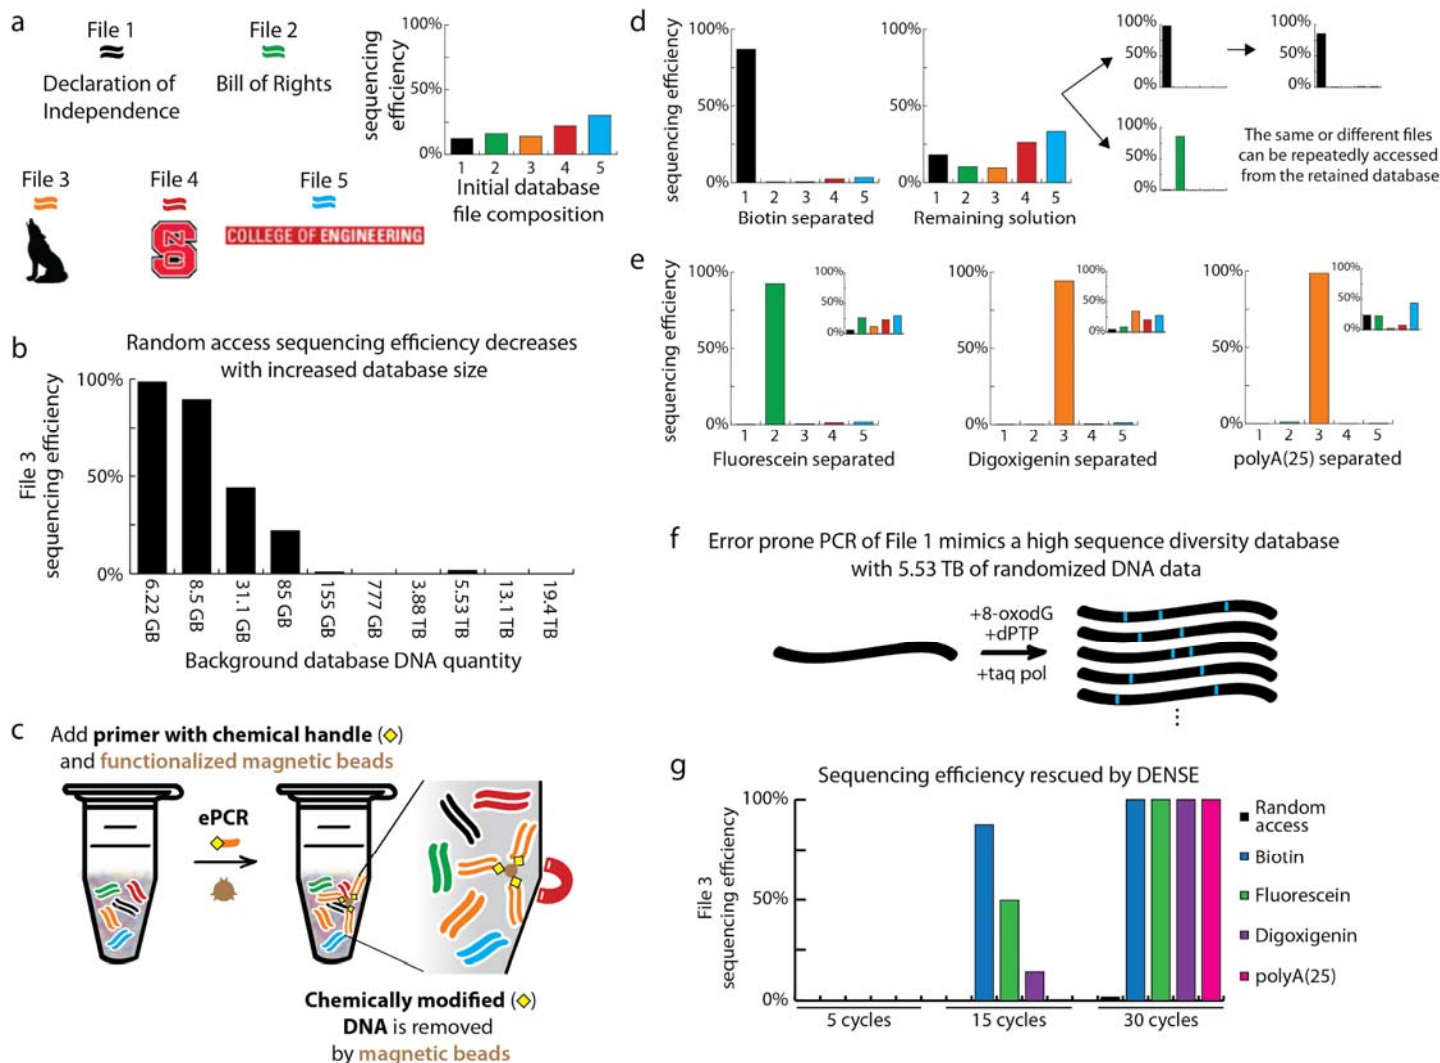 a
File 1
Declaration of
Independence
File 2
Bill of Rights
sequencing
efficiency
100%
50%
0%
1 2 3 4 5
Initial database
file composition
File 3
File 4
File 5
COLLEGE OF ENGINEERING
b
Random access sequencing efficiency decreases
with increased database size
File 3
sequencing efficiency
100%
50%
0%
6.22 GB
8.5 GB
31.1 GB
85 GB
155 GB
777 GB
3.88 TB
5.53 TB
13.1 TB
19.4 TB
Background database DNA quantity
c
Add primer with chemical handle ( )
and functionalized magnetic beads
ePCR
Chemically modified ( )
DNA is removed
by magnetic beads
d
sequencing efficiency
100%
50%
0%
1 2 3 4 5
Biotin separated
100%
50%
0%
1 2 3 4 5
Remaining solution
100%
50%
0%
100%
50%
0%
100%
50%
0%
The same or different files
can be repeatedly accessed
from the retained database
e
sequencing efficiency
100%
50%
0%
1 2 3 4 5
Fluorescein separated
100%
50%
0%
100%
50%
0%
1 2 3 4 5
Digoxigenin separated
100%
50%
0%
100%
50%
0%
1 2 3 4 5
polyA(25) separated
100%
50%
0%
f
Error prone PCR of File 1 mimics a high sequence diversity database
with 5.53 TB of randomized DNA data
+8-oxodG
+dPTP
+taq pol
g
Sequencing efficiency rescued by DENSE
File 3
sequencing efficiency
100%
50%
0%
5 cycles
15 cycles
30 cycles
Random
access
Biotin
Fluorescein
Digoxigenin
polyA(25)